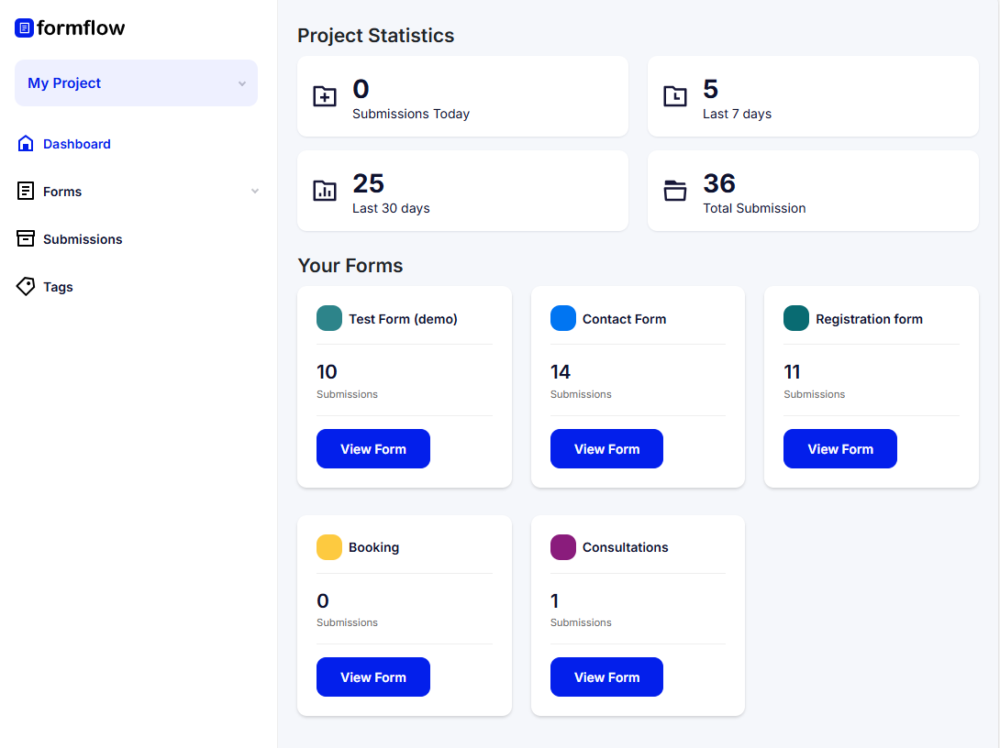 formflow
My Project
Dashboard
Forms
Submissions
Tags
Project Statistics
0
Submissions Today
5
Last 7 days
25
Last 30 days
36
Total Submission
Your Forms
Test Form (demo)
10
Submissions
View Form
Contact Form
14
Submissions
View Form
Registration form
11
Submissions
View Form
Booking
0
Submissions
View Form
Consultations
1
Submissions
View Form